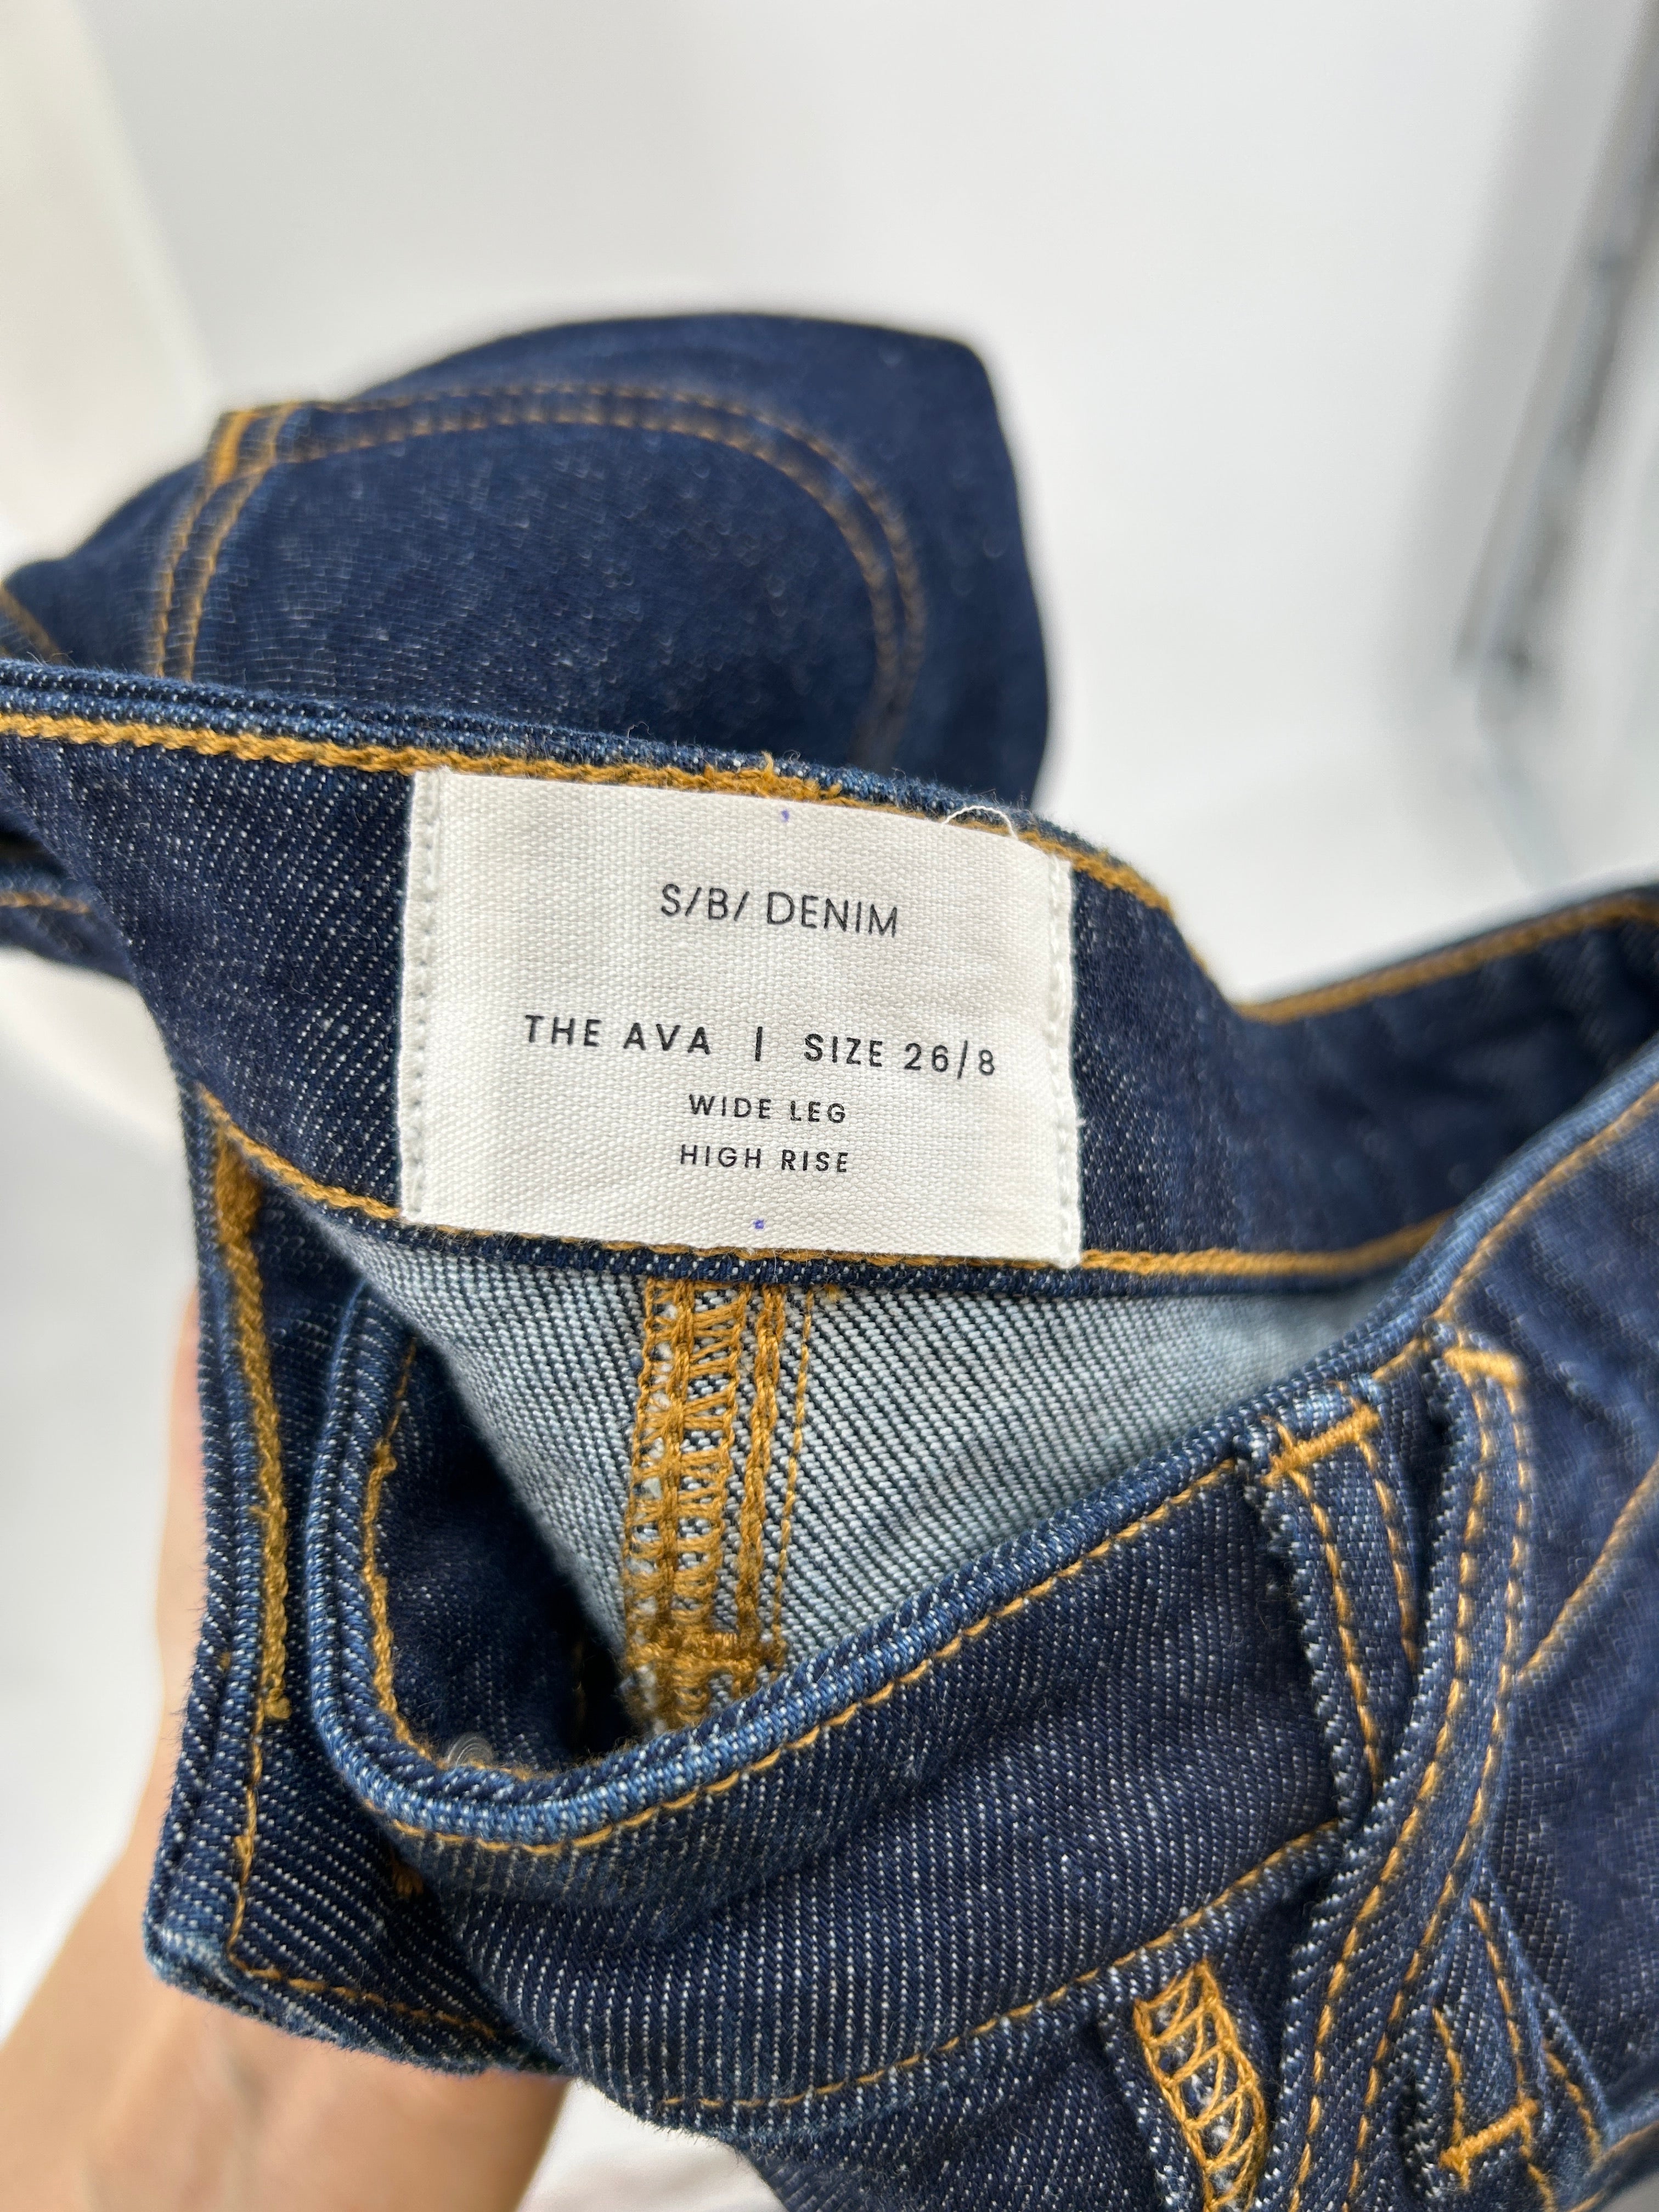 S/B/ DENIM
THE AVA | SIZE 26/8
WIDE LEG
HIGH RISE